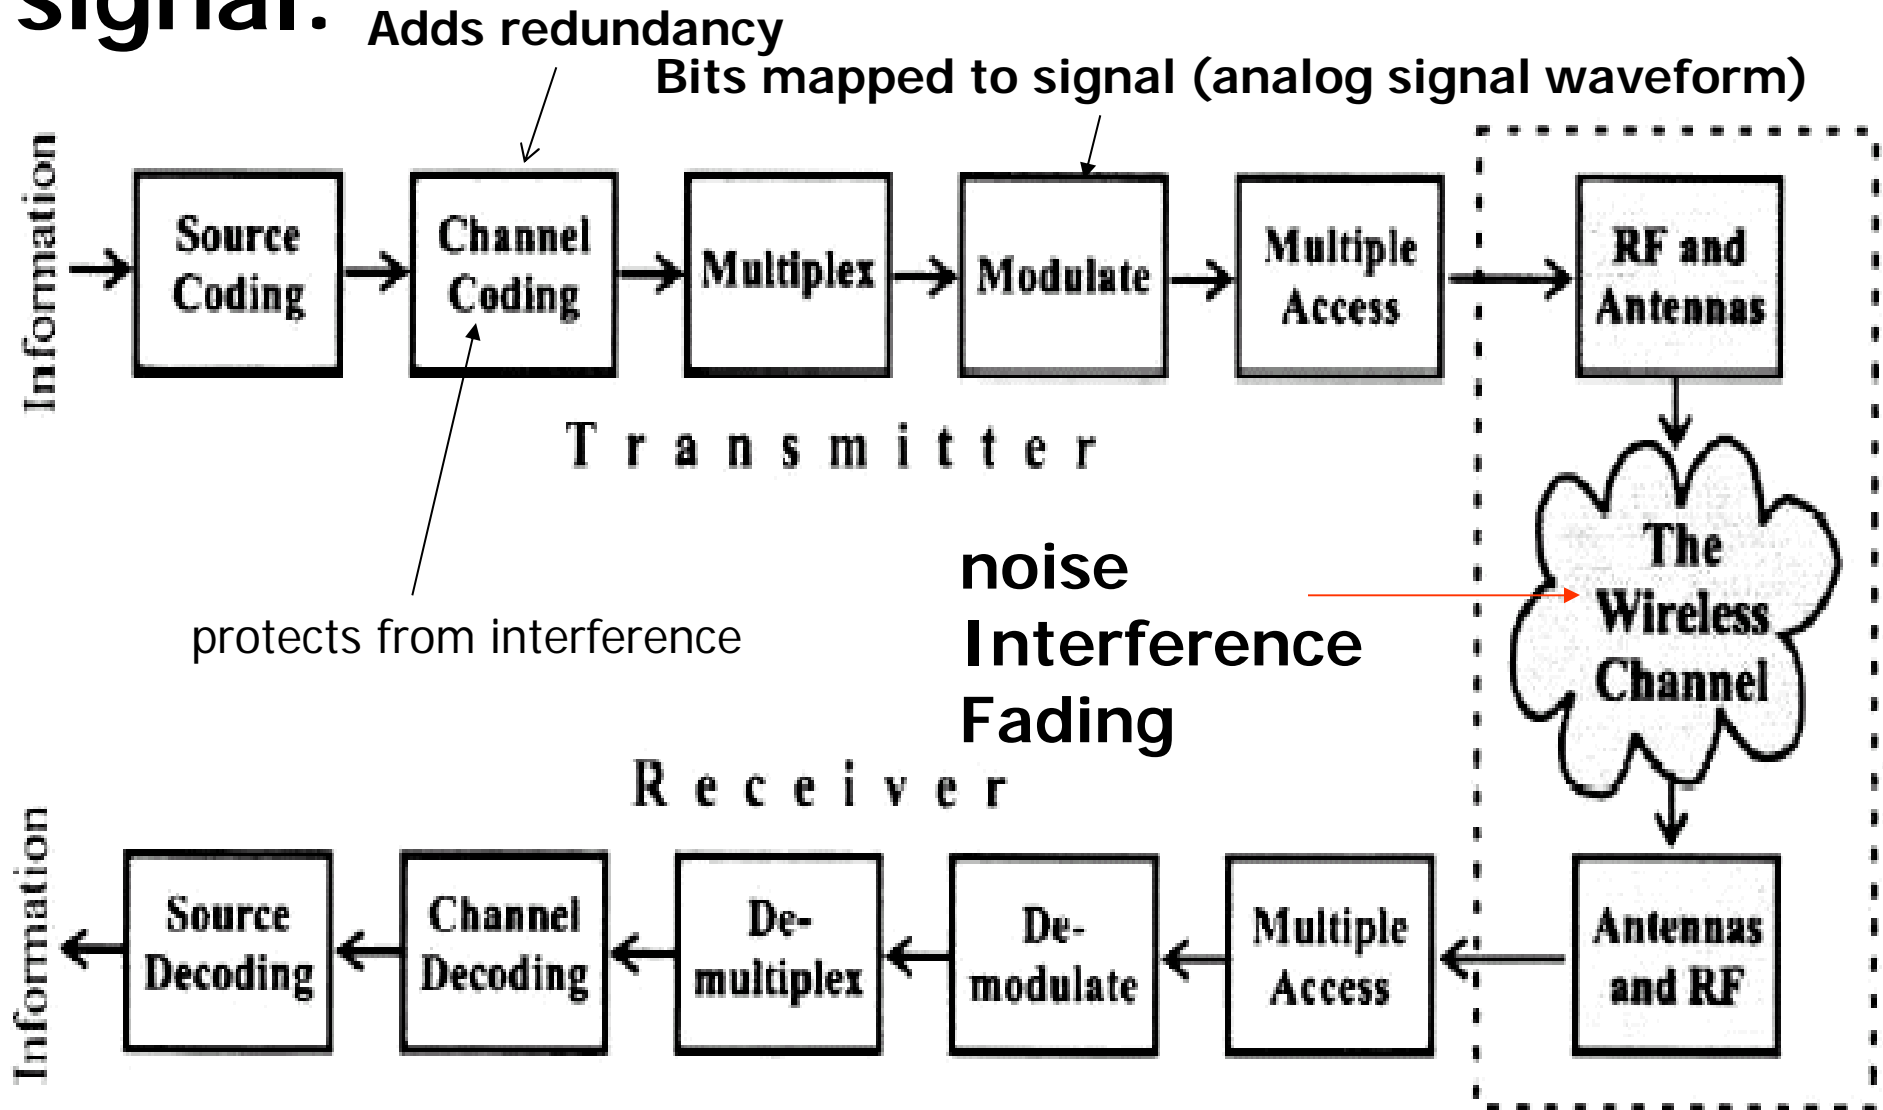 signal.
Adds redundancy
Bits mapped to signal (analog signal waveform)
Information
Source
Coding
Channel
Coding
Multiplex
Modulate
Multiple
Access
RF and
Antennas
Transmitter
The
Wireless
Channel
noise
Interference
Fading
protects from interference
Receiver
Information
Source
Decoding
Channel
Decoding
De-
multiplex
De-
modulate
Multiple
Access
Antennas
and RF